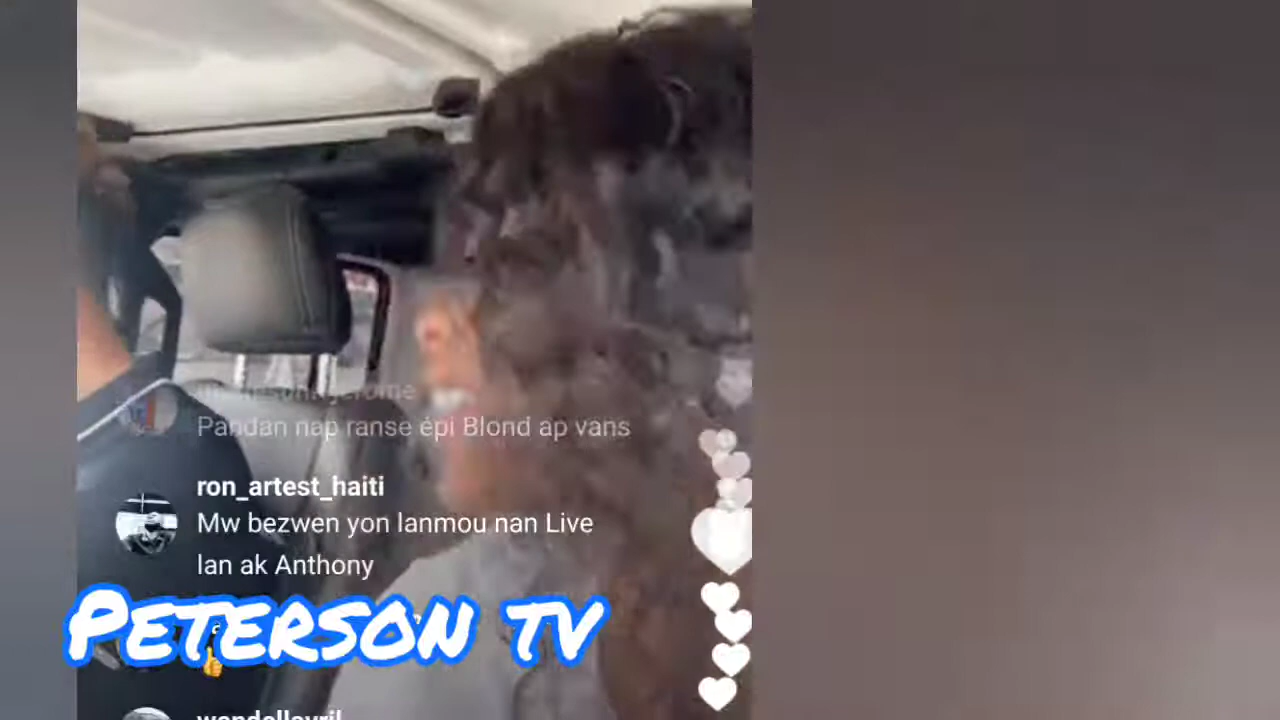 Pandan nap ranse épi Blond ap vans
ron_artest_haiti
Mw bezwen yon lanmou nan Live
lan ak Anthony
PETERSON TV